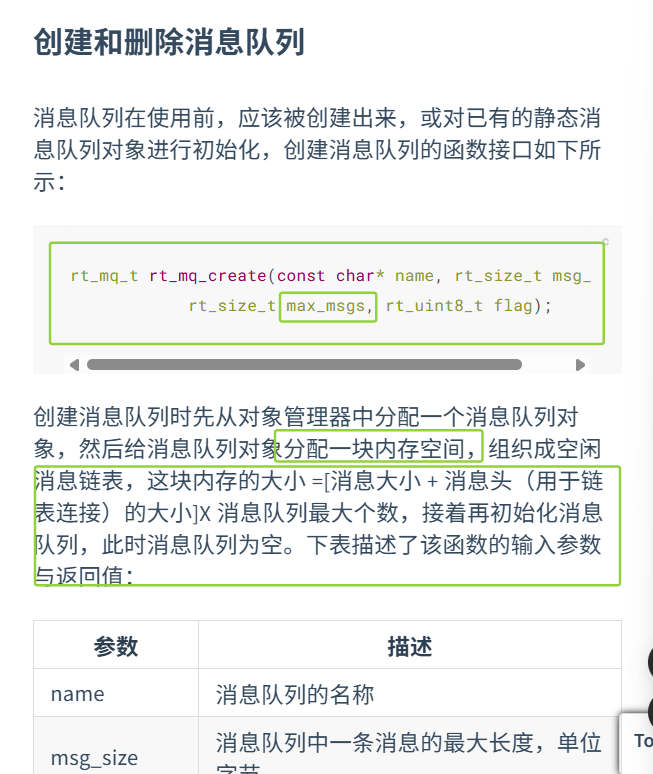 创建和删除消息队列
消息队列在使用前，应该被创建出来，或对已有的静态消
息队列对象进行初始化，创建消息队列的函数接口如下所
示：
c
rt_mq_t rt_mq_create(const char* name, rt_size_t msg_
rt_size_t max_msgs, rt_uint8_t flag);
创建消息队列时先从对象管理器中分配一个消息队列对
象，然后给消息队列对象分配一块内存空间，组织成空闲
消息链表，这块内存的大小 =[消息大小 + 消息头（用于链
表连接）的大小]X 消息队列最大个数，接着再初始化消息
队列，此时消息队列为空。下表描述了该函数的输入参数
与返回值：
参数 描述
name 消息队列的名称
msg_size 消息队列中一条消息的最大长度，单位
字节
To